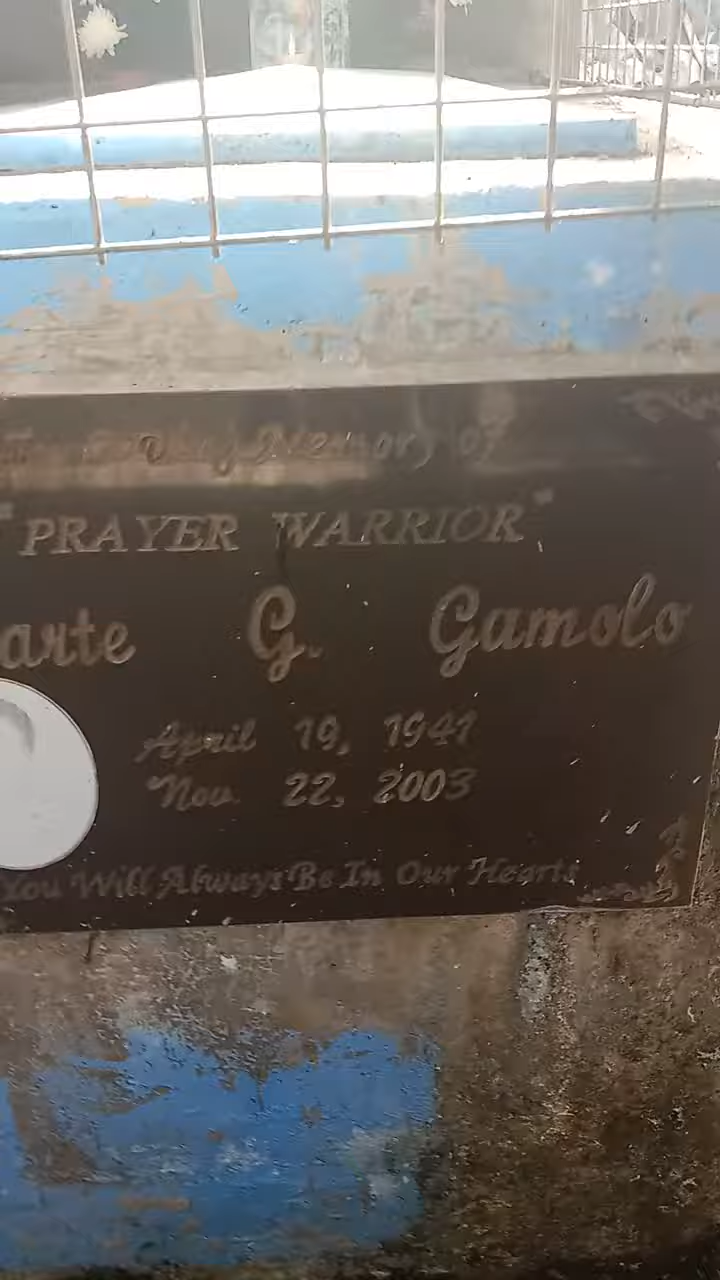 Memory of
"PRAYER WARRIOR"
arte G. Gamolo
April 19, 1941
Nov. 22, 2003
You Will Always Be In Our Hearts